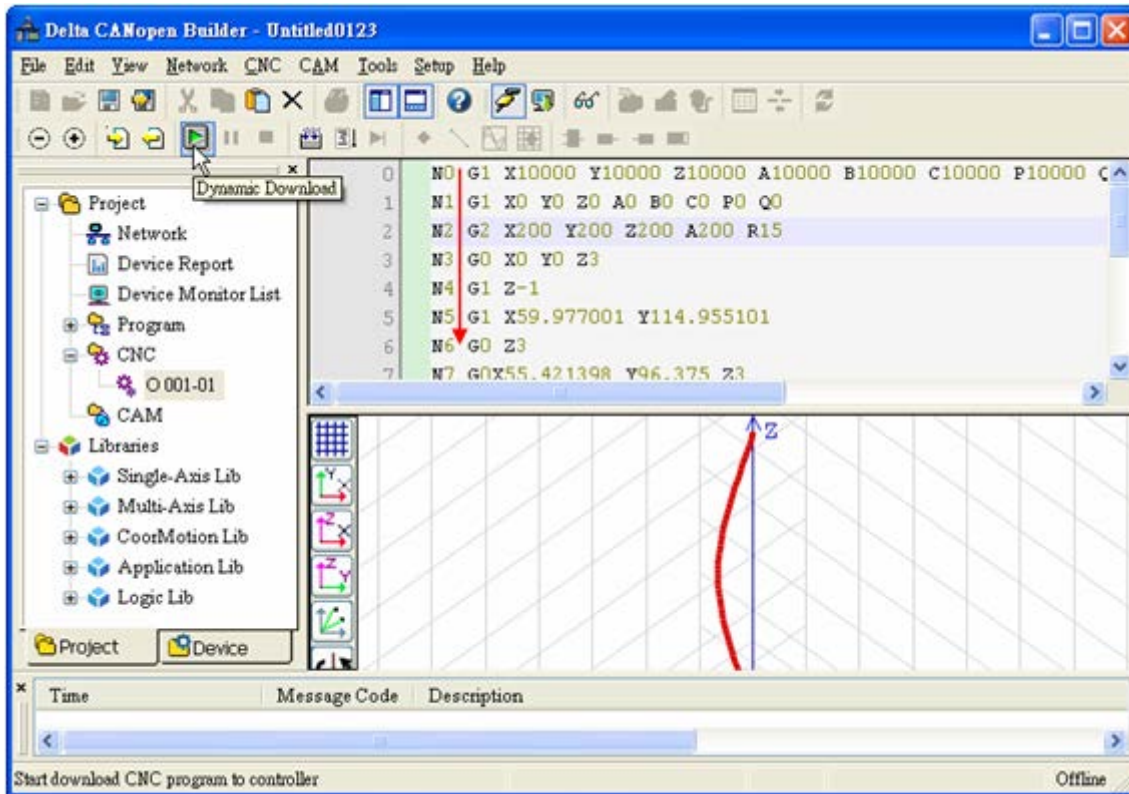 Delta CANopen Builder - Untitled0123
File Edit View Network CNC CAM Tools Setup Help
Dynamic Download
Project
Network
Device Report
Device Monitor List
Program
CNC
O 001-01
CAM
Libraries
Single-Axis Lib
Multi-Axis Lib
CoorMotion Lib
Application Lib
Logic Lib
Project Device
0 N0 G1 X10000 Y10000 Z10000 A10000 B10000 C10000 P10000
1 N1 G1 X0 Y0 Z0 A0 B0 C0 P0 Q0
2 N2 G2 X200 Y200 Z200 A200 R15
3 N3 G0 X0 Y0 Z3
4 N4 G1 Z-1
5 N5 G1 X59.977001 Y114.955101
6 N6 G0 Z3
7 N7 G0X55.421398 Y96.375 Z3
Y X
Z X
Z Y
Z
Time Message Code Description
Start download CNC program to controller Offline